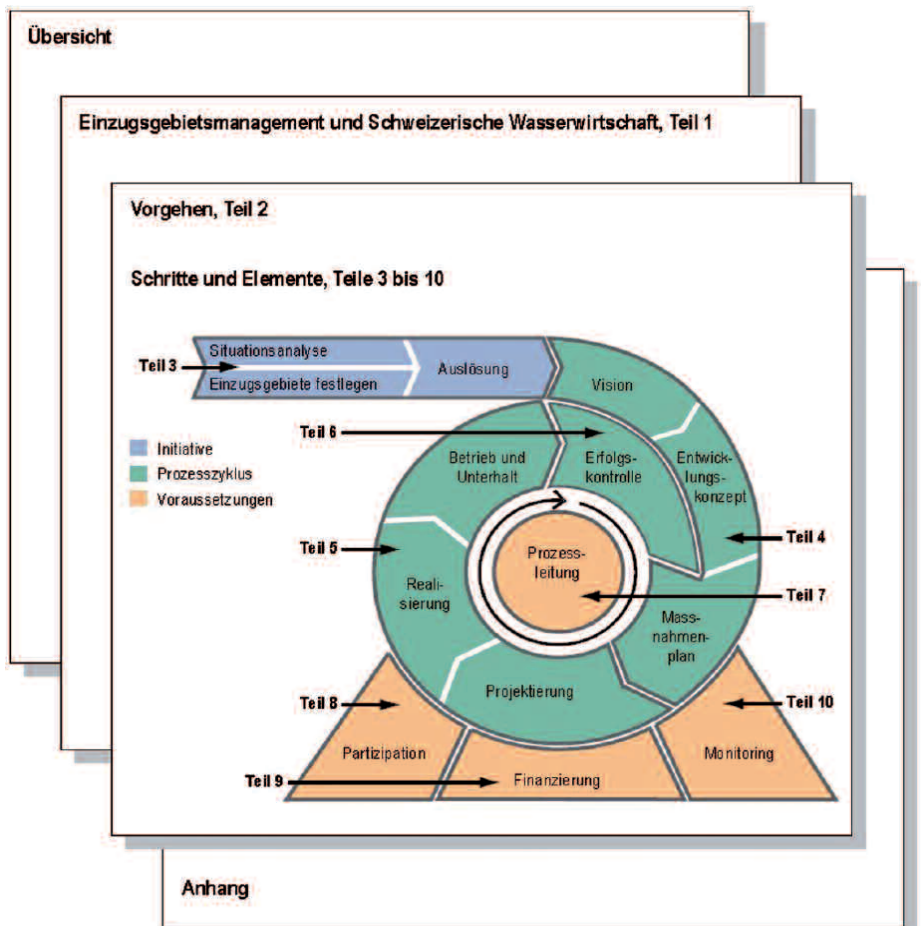 Übersicht
Einzugsgebietsmanagement und Schweizerische Wasserwirtschaft, Teil 1
Vorgehen, Teil 2
Schritte und Elemente, Teile 3 bis 10
Teil 3
Situationsanalyse
Einzugsgebiete festlegen
Auslösung
Vision
Teil 6
Initiative
Prozesszyklus
Voraussetzungen
Betrieb und
Unterhalt
Erfolgs-
kontrolle
Entwick-
lungs-
konzept
Teil 4
Teil 5
Prozess-
leitung
Teil 7
Reali-
sierung
Mass-
nahmen-
plan
Projektierung
Teil 8
Teil 10
Partizipation
Monitoring
Teil 9
Finanzierung
Anhang